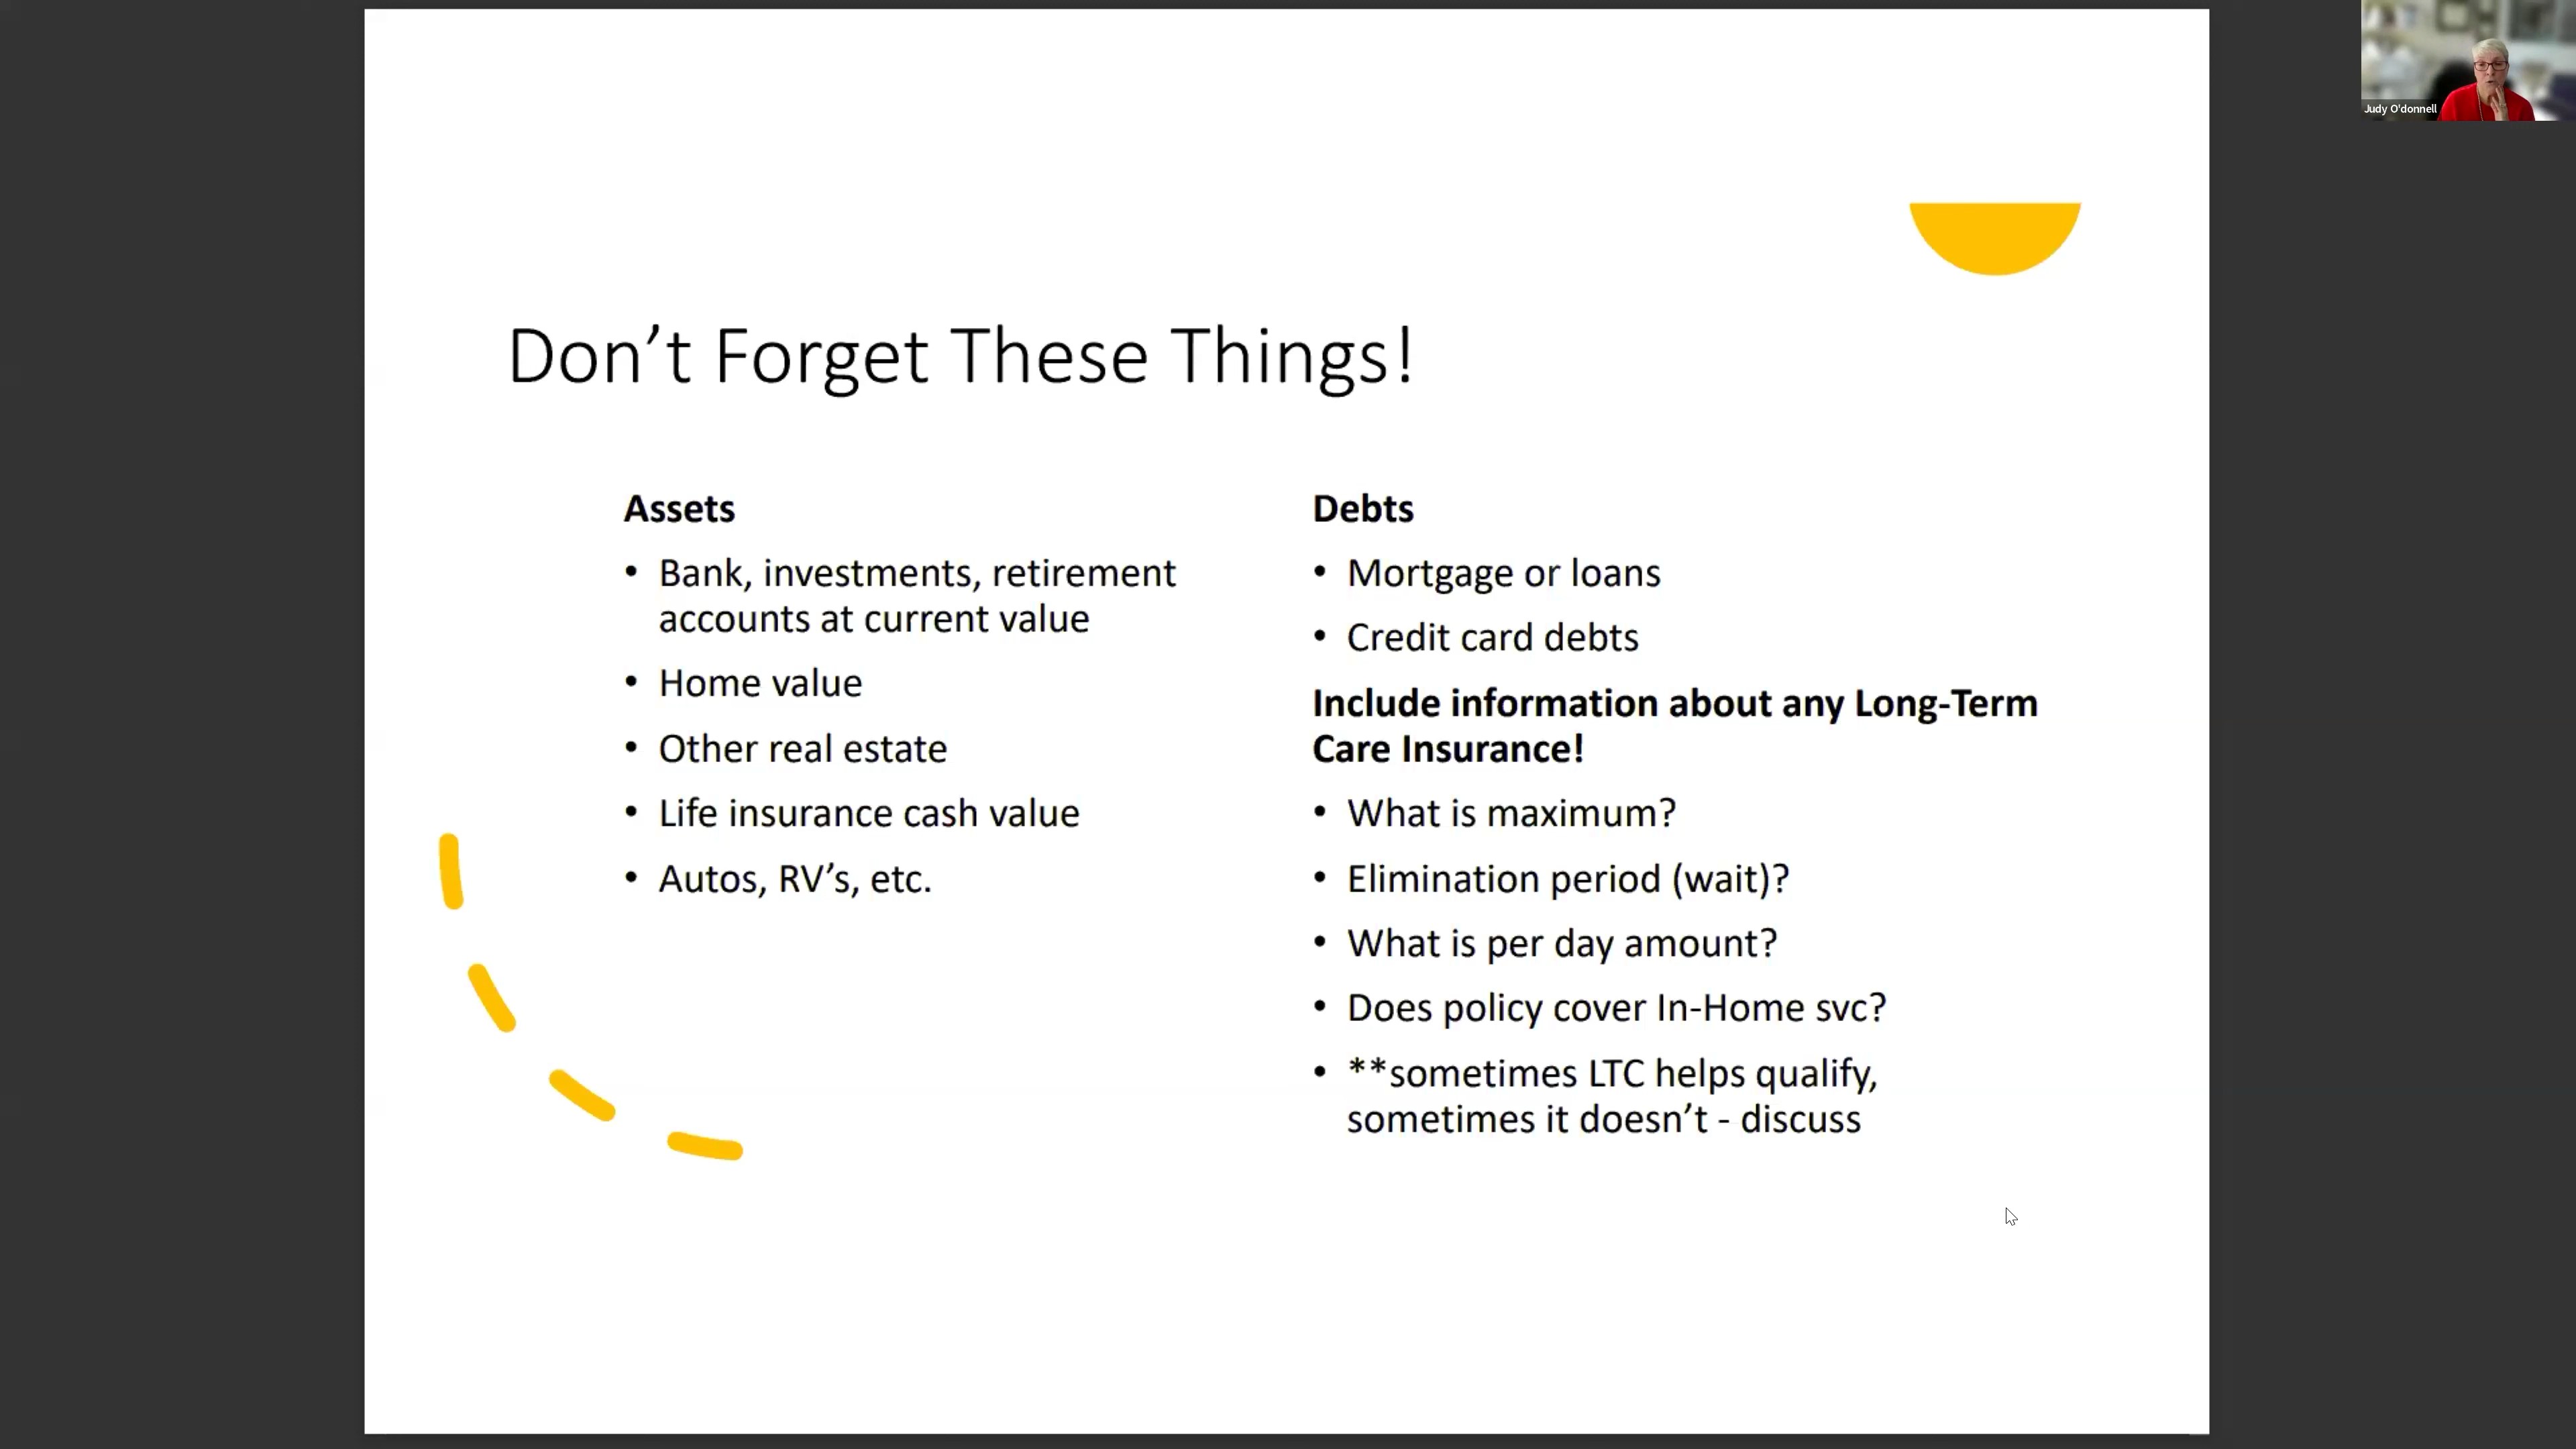 Judy O'donnell
Don’t Forget These Things!
Assets
• Bank, investments, retirement
accounts at current value
• Home value
• Other real estate
• Life insurance cash value
• Autos, RV’s, etc.
Debts
• Mortgage or loans
• Credit card debts
Include information about any Long-Term
Care Insurance!
• What is maximum?
• Elimination period (wait)?
• What is per day amount?
• Does policy cover In-Home svc?
• **sometimes LTC helps qualify,
sometimes it doesn’t - discuss